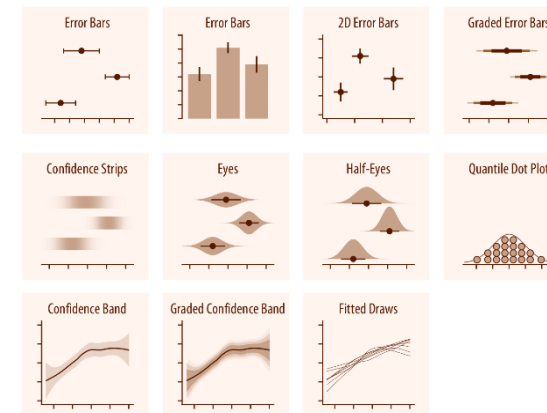 Error Bars
Error Bars
2D Error Bars
Graded Error Bars
Confidence Strips
Eyes
Half-Eyes
Quantile Dot Plot
Confidence Band
Graded Confidence Band
Fitted Draws